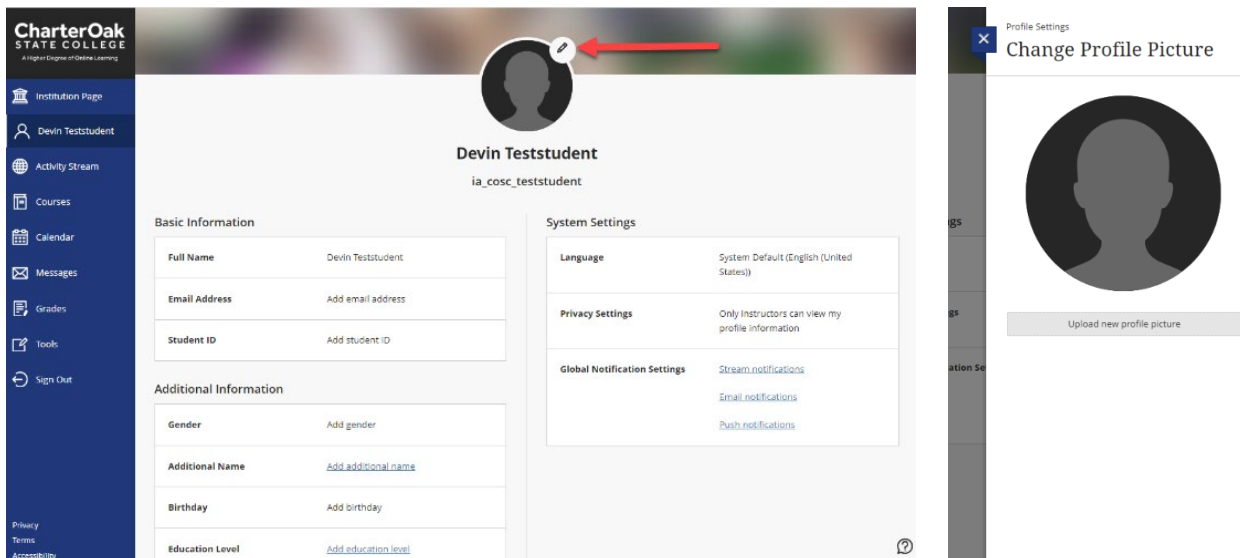 CharterOak
STATE COLLEGE
A Higher Degree of Online Learning
Institution Page
Devin Teststudent
Activity Stream
Courses
Calendar
Messages
Grades
Tools
Sign Out
Privacy
Terms
Accessibility
Devin Teststudent
ia_cosc_teststudent
Basic Information
Full Name Devin Teststudent
Email Address Add email address
Student ID Add student ID
Additional Information
Gender Add gender
Additional Name Add additional name
Birthday Add birthday
Education Level Add education level
System Settings
Language System Default (English (United
States))
Privacy Settings Only instructors can view my
profile information
Global Notification Settings Stream notifications
Email notifications
Push notifications
gs
gs
ation Se
Profile Settings
Change Profile Picture
Upload new profile picture